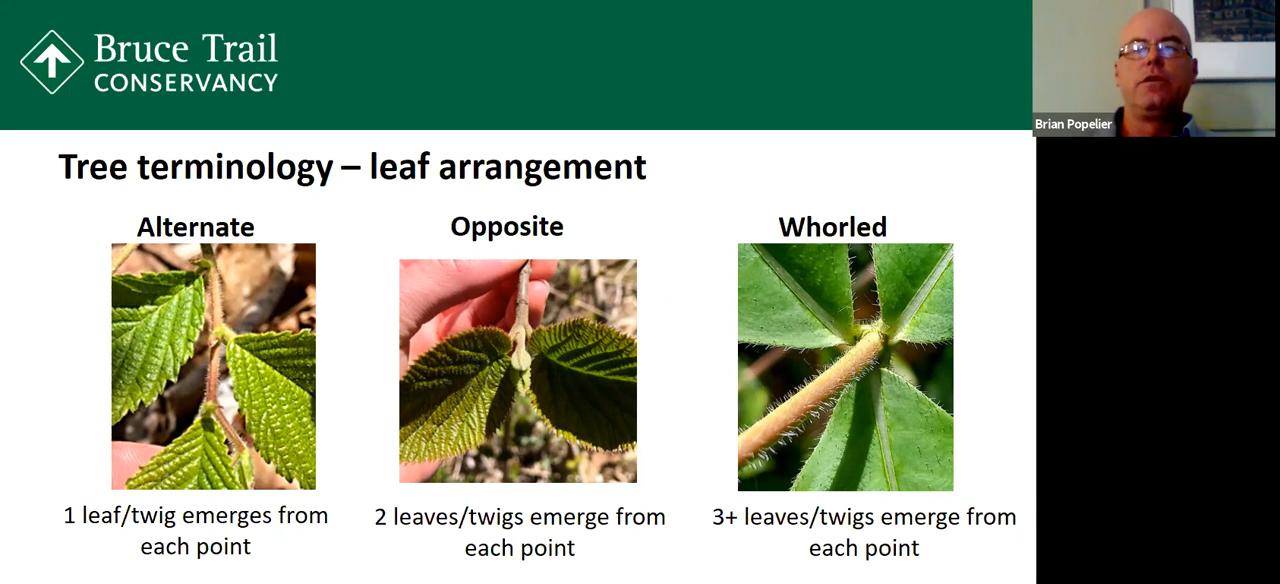 Bruce Trail
CONSERVANCY
Brian Popelier
Tree terminology – leaf arrangement
Alternate
Opposite
Whorled
1 leaf/twig emerges from
each point
2 leaves/twigs emerge from
each point
3+ leaves/twigs emerge from
each point